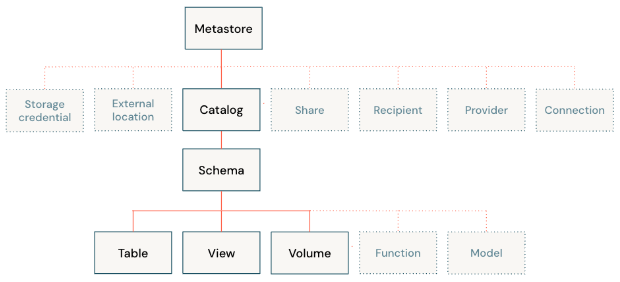 Metastore
Storage
credential
External
location
Catalog
Share
Recipient
Provider
Connection
Schema
Table
View
Volume
Function
Model